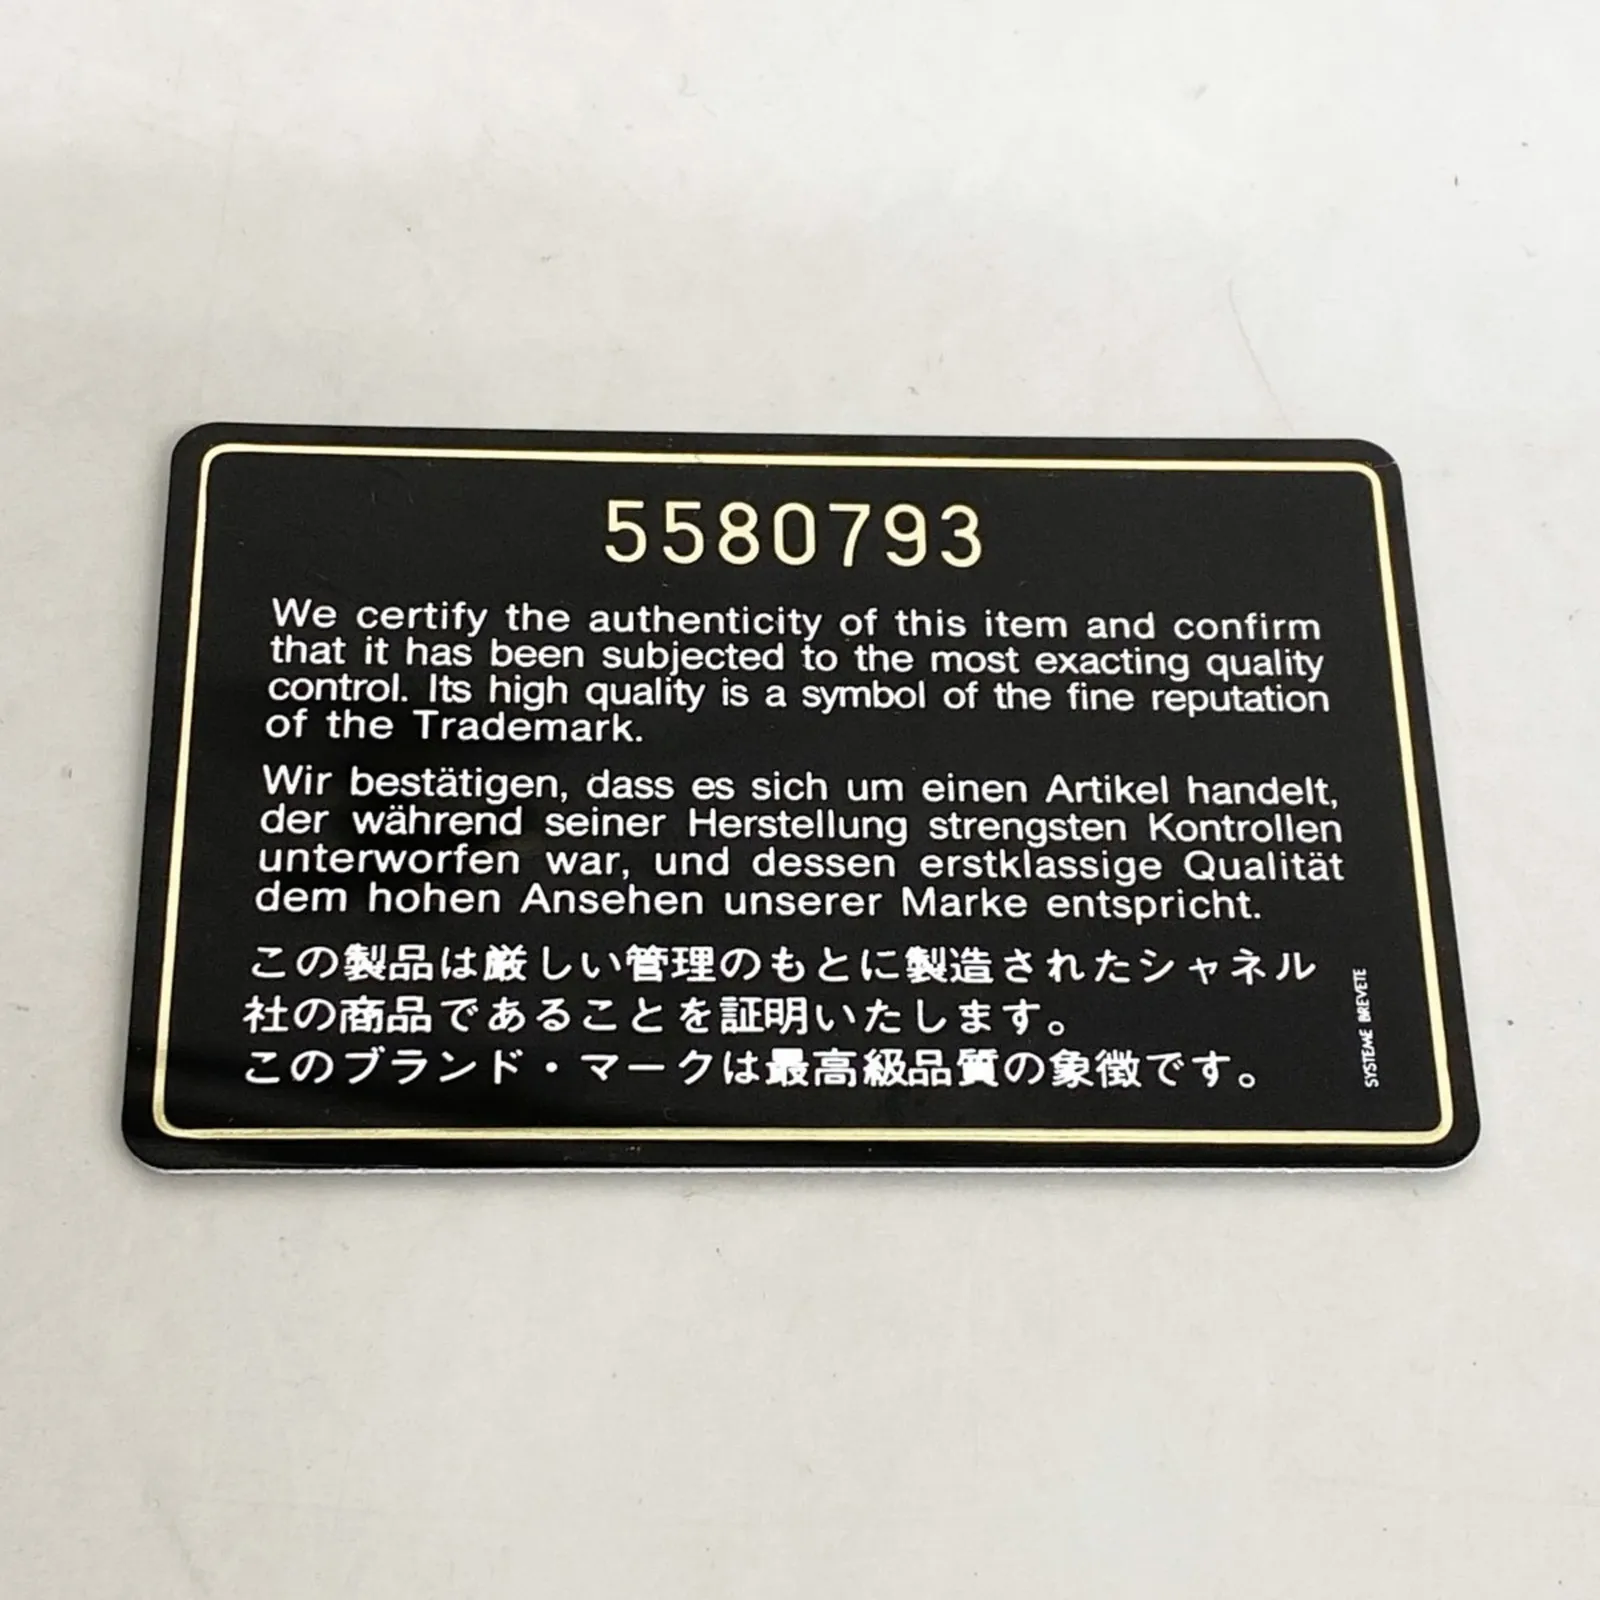 5580793
We certify the authenticity of this item and confirm
that it has been subjected to the most exacting quality
control. Its high quality is a symbol of the fine reputation
of the Trademark.
Wir bestätigen, dass es sich um einen Artikel handelt,
der während seiner Herstellung strengsten Kontrollen
unterworfen war, und dessen erstklassige Qualität
dem hohen Ansehen unserer Marke entspricht.
この製品は厳しい管理のもとに製造されたシャネル
社の商品であることを証明いたします。
このブランド・マークは最高級品質の象徴です。
SYSTEME BREVETE